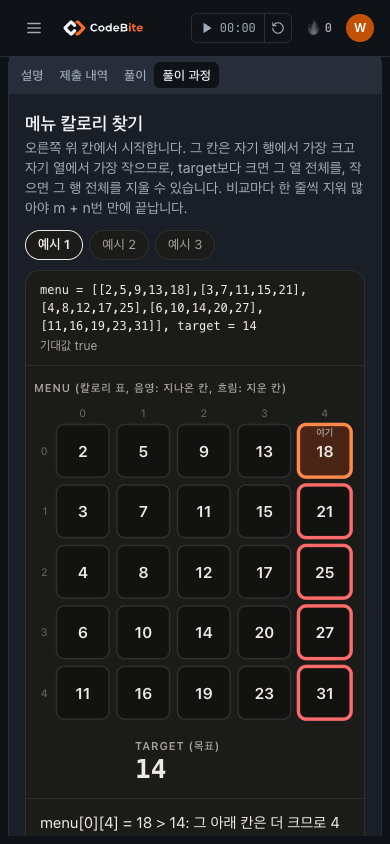 CodeBite
00:00
0
W
설명
제출 내역
풀이
풀이 과정
메뉴 칼로리 찾기
오른쪽 위 칸에서 시작합니다. 그 칸은 자기 행에서 가장 크고
자기 열에서 가장 작으므로, target보다 크면 그 열 전체를, 작
으면 그 행 전체를 지울 수 있습니다. 비교마다 한 줄씩 지워 많
아야 m + n번 만에 끝납니다.
예시 1
예시 2
예시 3
menu = [[2,5,9,13,18],[3,7,11,15,21],
[4,8,12,17,25],[6,10,14,20,27],
[11,16,19,23,31]], target = 14
기대값 true
MENU (칼로리 표, 음영: 지나온 칸, 흐림: 지운 칸)
0 1 2 3 4
여기
0 2 5 9 13 18
1 3 7 11 15 21
2 4 8 12 17 25
3 6 10 14 20 27
4 11 16 19 23 31
TARGET (목표)
14
menu[0][4] = 18 > 14: 그 아래 칸은 더 크므로 4